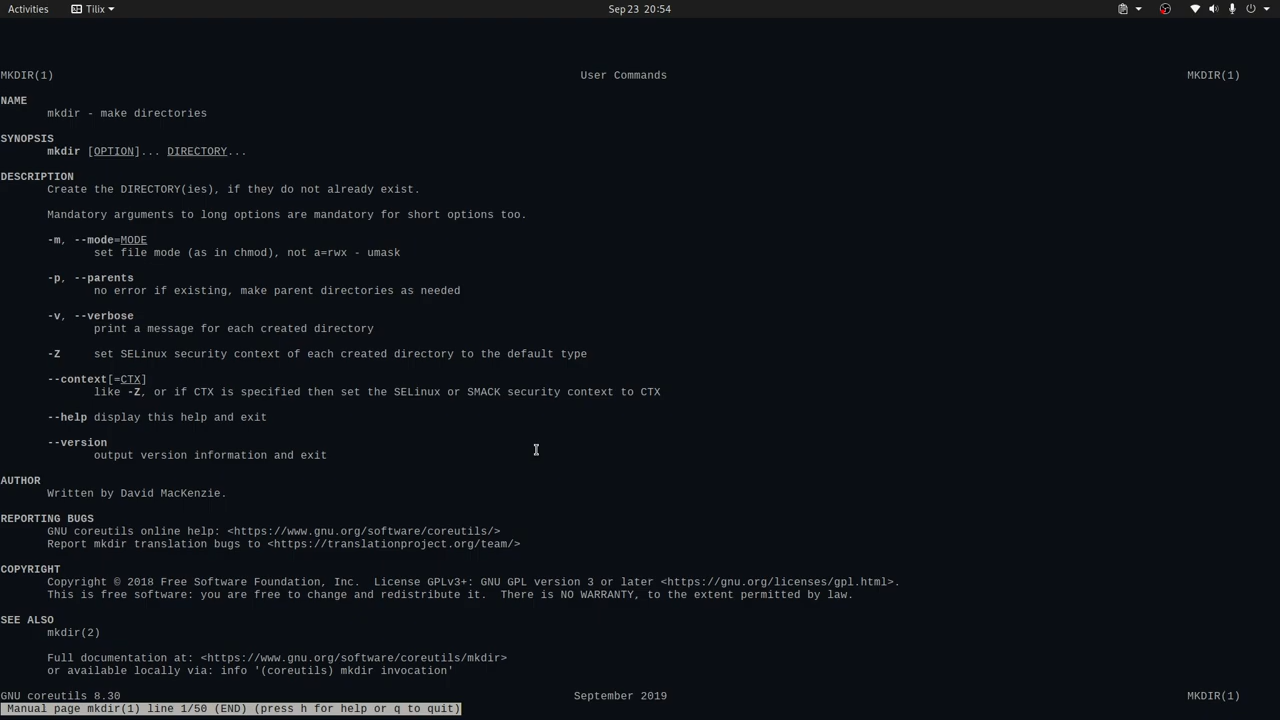 Activities Tilix Sep 23 20:54
MKDIR(1) User Commands MKDIR(1)
NAME
mkdir - make directories
SYNOPSIS
mkdir [OPTION]... DIRECTORY...
DESCRIPTION
Create the DIRECTORY(ies), if they do not already exist.
Mandatory arguments to long options are mandatory for short options too.
-m, --mode=MODE
set file mode (as in chmod), not a=rwx - umask
-p, --parents
no error if existing, make parent directories as needed
-v, --verbose
print a message for each created directory
-Z set SELinux security context of each created directory to the default type
--context[=CTX]
like -Z, or if CTX is specified then set the SELinux or SMACK security context to CTX
--help display this help and exit
--version
output version information and exit
AUTHOR
Written by David MacKenzie.
REPORTING BUGS
GNU coreutils online help: <https://www.gnu.org/software/coreutils/>
Report mkdir translation bugs to <https://translationproject.org/team/>
COPYRIGHT
Copyright © 2018 Free Software Foundation, Inc. License GPLv3+: GNU GPL version 3 or later <https://gnu.org/licenses/gpl.html>.
This is free software: you are free to change and redistribute it. There is NO WARRANTY, to the extent permitted by law.
SEE ALSO
mkdir(2)
Full documentation at: <https://www.gnu.org/software/coreutils/mkdir>
or available locally via: info '(coreutils) mkdir invocation'
GNU coreutils 8.30 September 2019 MKDIR(1)
Manual page mkdir(1) line 1/50 (END) (press h for help or q to quit)